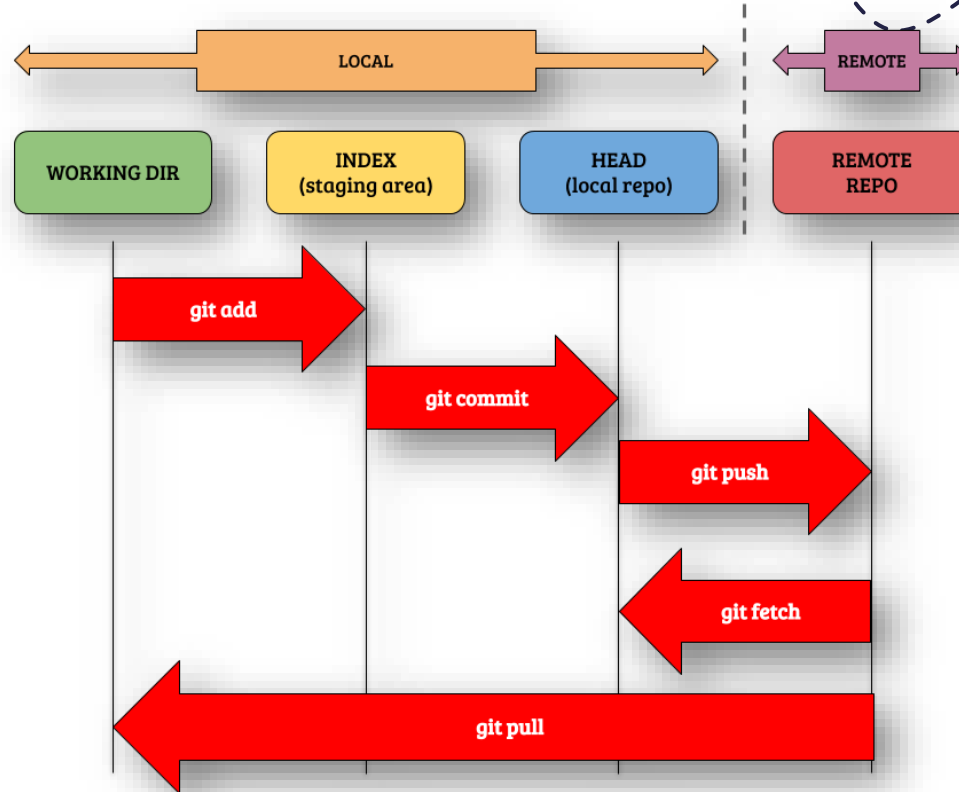 LOCAL
REMOTE
WORKING DIR
INDEX
(staging area)
HEAD
(local repo)
REMOTE
REPO
git add
git commit
git push
git fetch
git pull